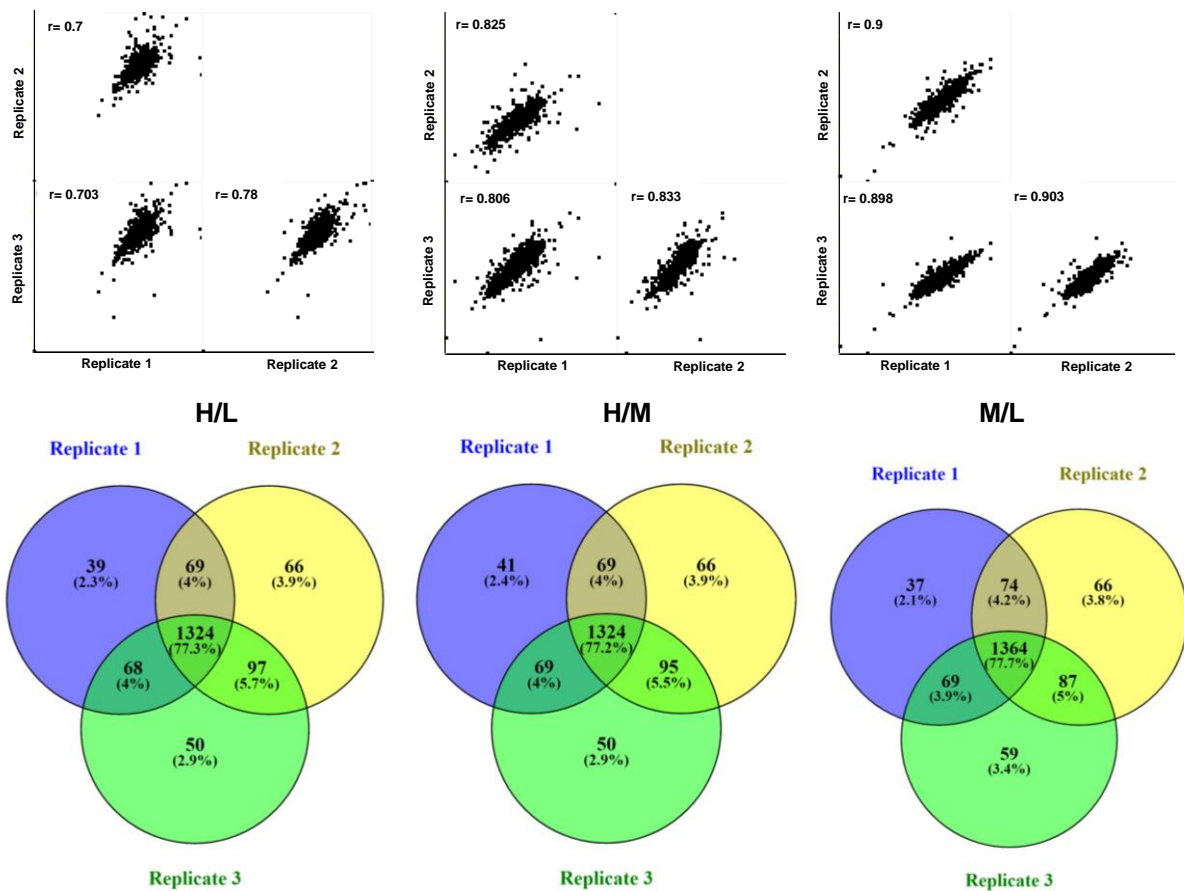 r= 0.7
Replicate 2
r= 0.703
r= 0.78
Replicate 3
Replicate 1
Replicate 2
r= 0.825
Replicate 2
r= 0.806
r= 0.833
Replicate 3
Replicate 1
Replicate 2
r= 0.9
Replicate 2
r= 0.898
r= 0.903
Replicate 3
Replicate 1
Replicate 2
H/L
Replicate 1
Replicate 2
39
(2.3%)
69
(4%)
66
(3.9%)
1324
(77.3%)
68
(4%)
97
(5.7%)
50
(2.9%)
Replicate 3
H/M
Replicate 1
Replicate 2
41
(2.4%)
69
(4%)
66
(3.9%)
1324
(77.2%)
69
(4%)
95
(5.5%)
50
(2.9%)
Replicate 3
M/L
Replicate 1
Replicate 2
37
(2.1%)
74
(4.2%)
66
(3.8%)
1364
(77.7%)
69
(3.9%)
87
(5%)
59
(3.4%)
Replicate 3